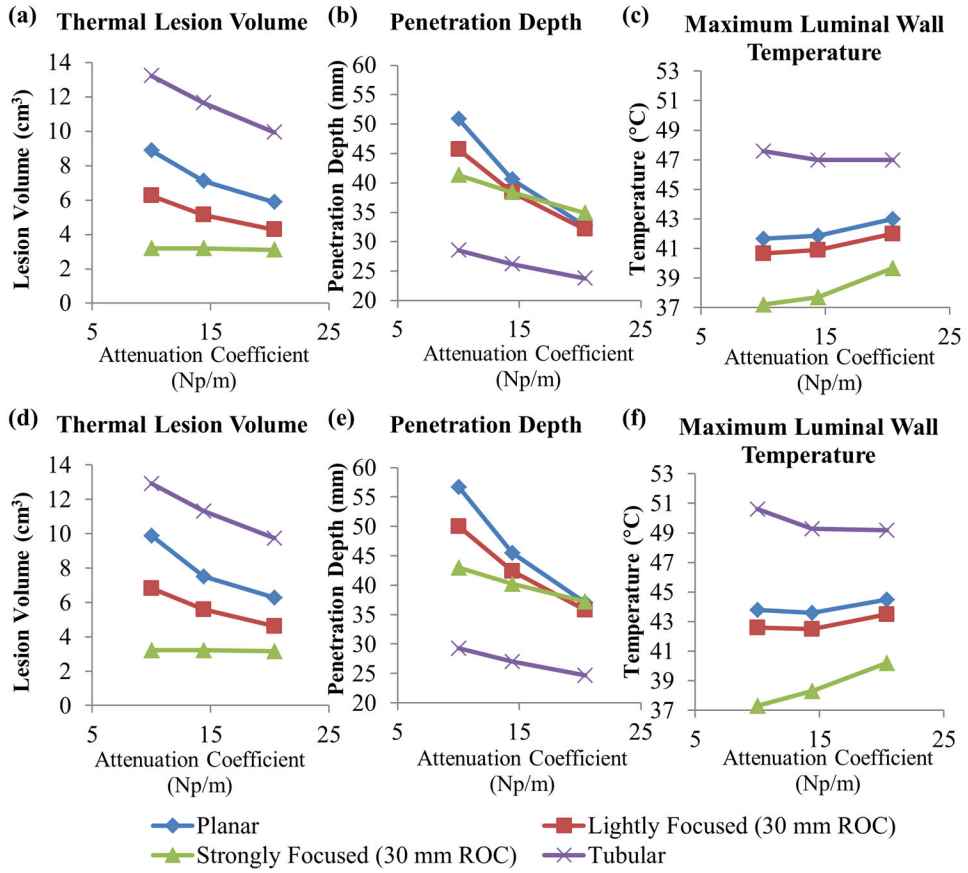 (a) Thermal Lesion Volume
Lesion Volume (cm³)
14
12
10
8
6
4
2
0
5 15 25
Attenuation Coefficient
(Np/m)
(b) Penetration Depth
Penetration Depth (mm)
60
55
50
45
40
35
30
25
20
5 15 25
Attenuation Coefficient
(Np/m)
(c) Maximum Luminal Wall
Temperature
Temperature (°C)
53
51
49
47
45
43
41
39
37
5 15 25
Attenuation Coefficient
(Np/m)
(d) Thermal Lesion Volume
Lesion Volume (cm³)
14
12
10
8
6
4
2
0
5 15 25
Attenuation Coefficient
(Np/m)
(e) Penetration Depth
Penetration Depth (mm)
60
55
50
45
40
35
30
25
20
5 15 25
Attenuation Coefficient
(Np/m)
(f) Maximum Luminal Wall
Temperature
Temperature (°C)
53
51
49
47
45
43
41
39
37
5 15 25
Attenuation Coefficient
(Np/m)
Planar
Lightly Focused (30 mm ROC)
Strongly Focused (30 mm ROC)
Tubular